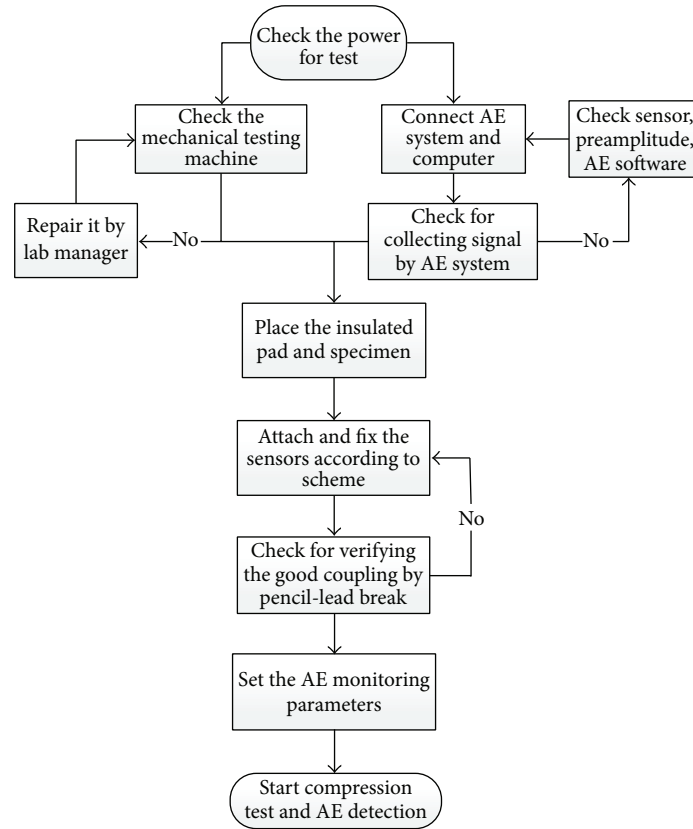 Check the power
for test
Check the
mechanical testing
machine
Connect AE
system and
computer
Check sensor,
preamplitude,
AE software
Repair it by
lab manager
No
Check for
collecting signal
by AE system
No
Place the insulated
pad and specimen
Attach and fix the
sensors according to
scheme
No
Check for verifying
the good coupling by
pencil-lead break
Set the AE monitoring
parameters
Start compression
test and AE detection